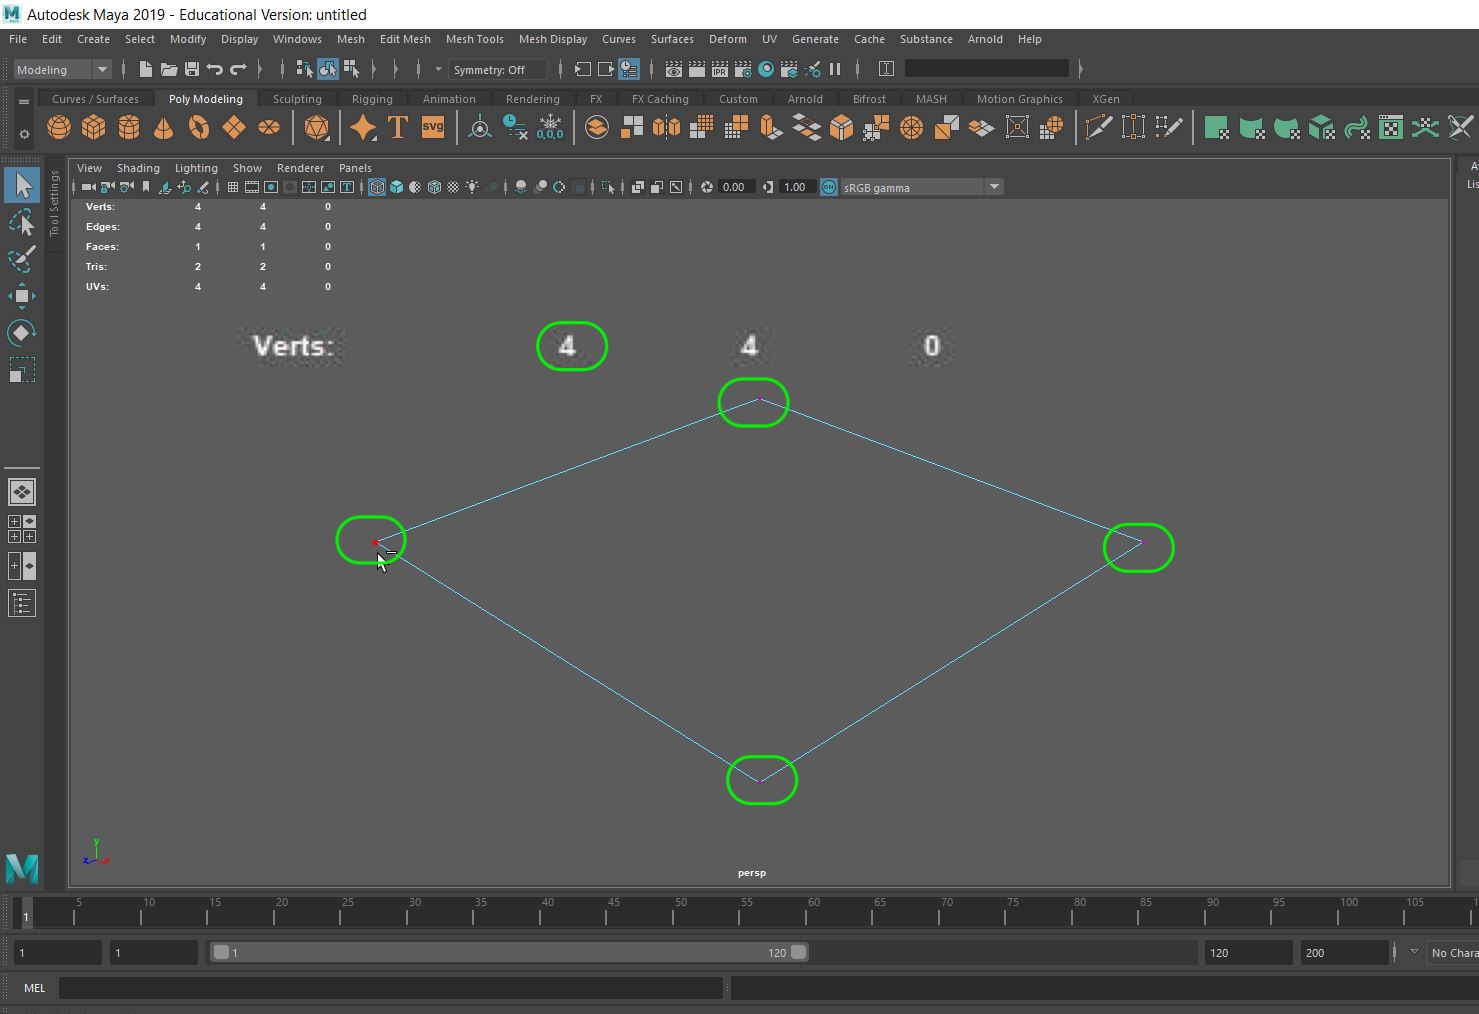 Autodesk Maya 2019 - Educational Version: untitled
File Edit Create Select Modify Display Windows Mesh Edit Mesh Mesh Tools Mesh Display Curves Surfaces Deform UV Generate Cache Substance Arnold Help
Modeling Symmetry: Off IPR
Curves / Surfaces Poly Modeling Sculpting Rigging Animation Rendering FX FX Caching Custom Arnold Bifrost MASH Motion Graphics XGen
T SVG 0,0,0
View Shading Lighting Show Renderer Panels
0.00 1.00 ON sRGB gamma
Tool Settings
Verts: 4 4 0
Edges: 4 4 0
Faces: 1 1 0
Tris: 2 2 0
UVs: 4 4 0
Verts: 4 4 0
y
z x
persp
M
1 5 10 15 20 25 30 35 40 45 50 55 60 65 70 75 80 85 90 95 100 105
1 1 1 120 120 200 No Chara
MEL